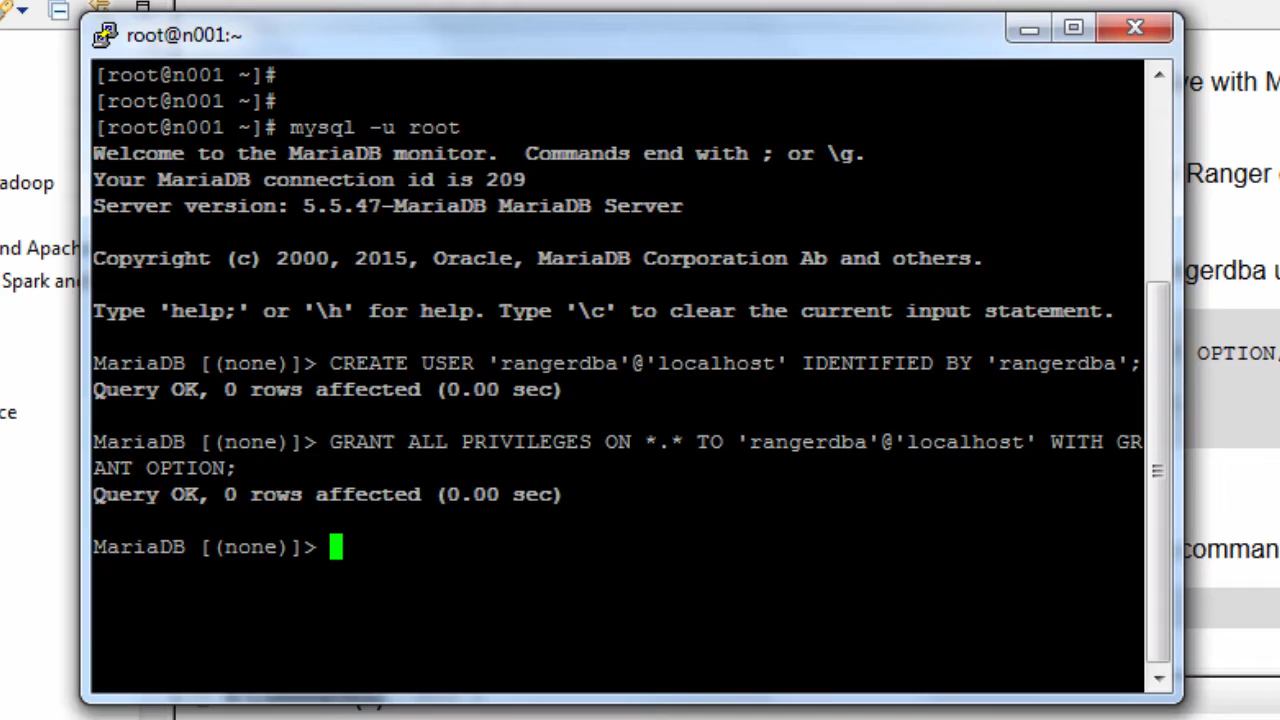 root@n001:~
[root@n001 ~]#
[root@n001 ~]#
[root@n001 ~]# mysql -u root
Welcome to the MariaDB monitor.  Commands end with ; or \g.
Your MariaDB connection id is 209
Server version: 5.5.47-MariaDB MariaDB Server
Copyright (c) 2000, 2015, Oracle, MariaDB Corporation Ab and others.
Type 'help;' or '\h' for help. Type '\c' to clear the current input statement.
MariaDB [(none)]> CREATE USER 'rangerdba'@'localhost' IDENTIFIED BY 'rangerdba';
Query OK, 0 rows affected (0.00 sec)
MariaDB [(none)]> GRANT ALL PRIVILEGES ON *.* TO 'rangerdba'@'localhost' WITH GR
ANT OPTION;
Query OK, 0 rows affected (0.00 sec)
MariaDB [(none)]>
adoop
nd Apach
Spark and
ce
ve with M
Ranger
gerdba u
OPTION,
comman